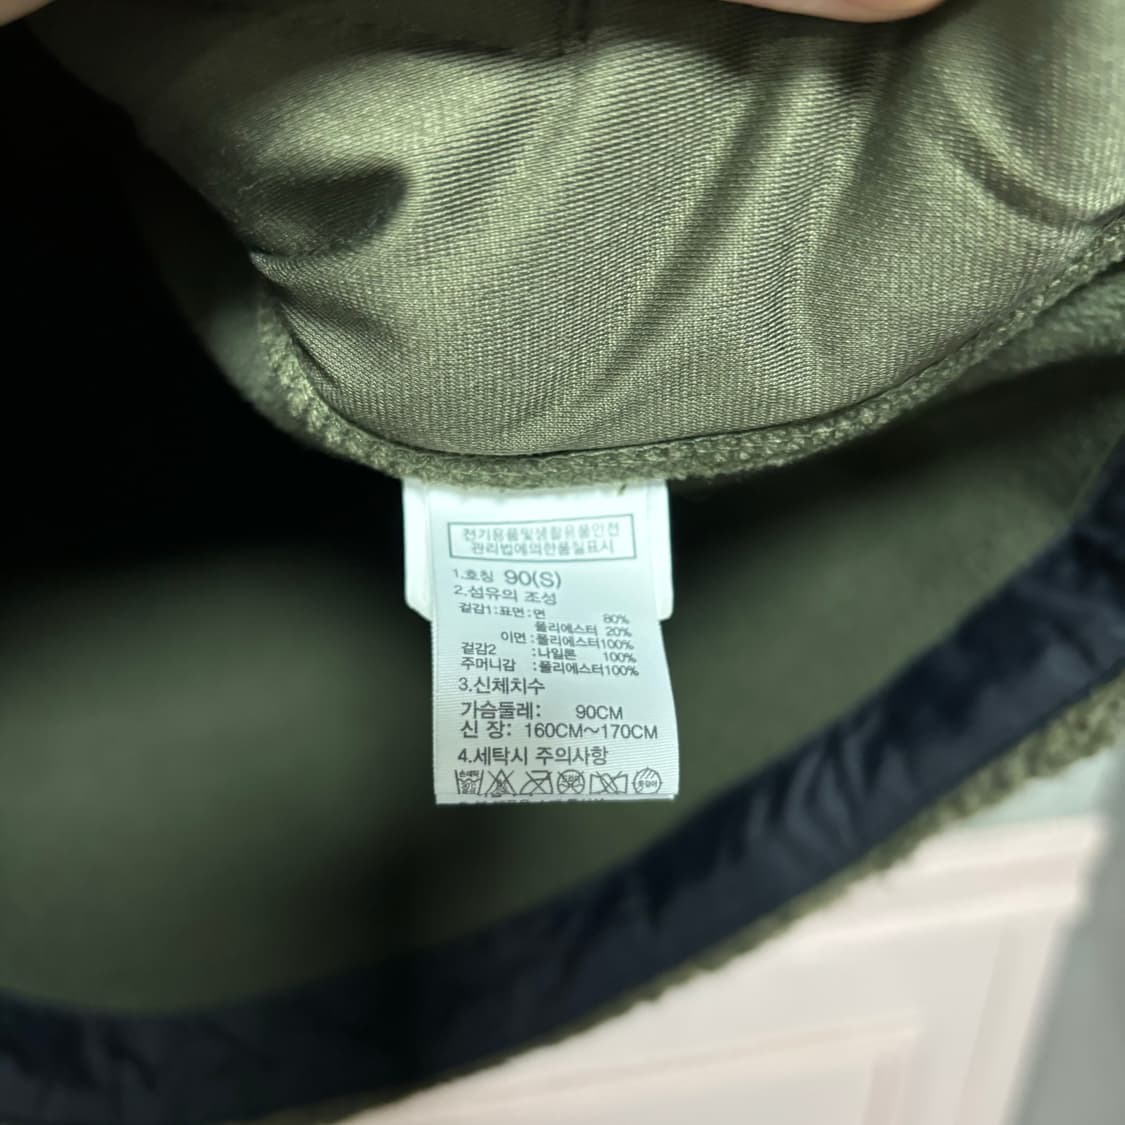 전기용품및생활용품안전
관리법에의한품질표시
1.호칭 90(S)
2.섬유의 조성
겉감1:표면:면 80%
폴리에스터 20%
이면:폴리에스터100%
겉감2 :나일론 100%
주머니감 :폴리에스터100%
3.신체치수
가슴둘레: 90CM
신 장: 160CM~170CM
4.세탁시 주의사항